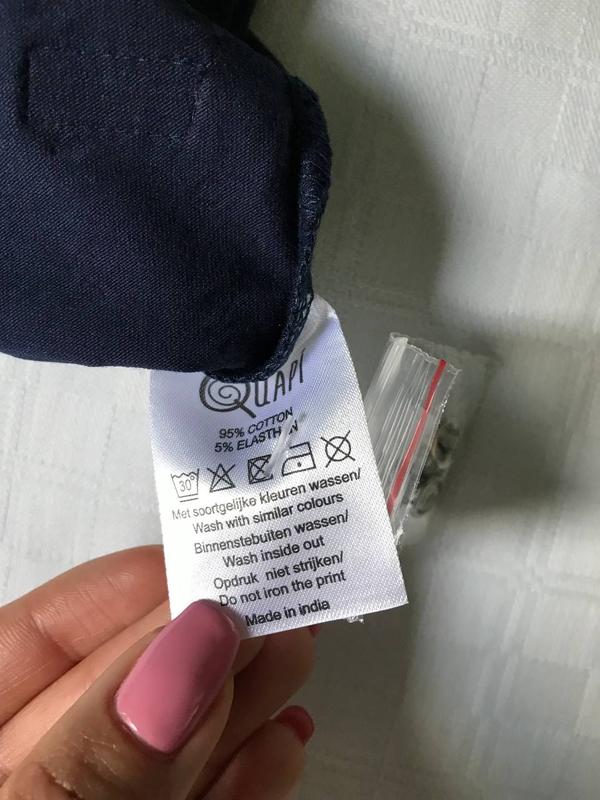 QUAPI
95% COTTON
5% ELASTHAN
30°
Met soortgelijke kleuren wassen/
Wash with similar colours
Binnenstebuiten wassen/
Wash inside out
Opdruk niet strijken/
Do not iron the print
Made in india